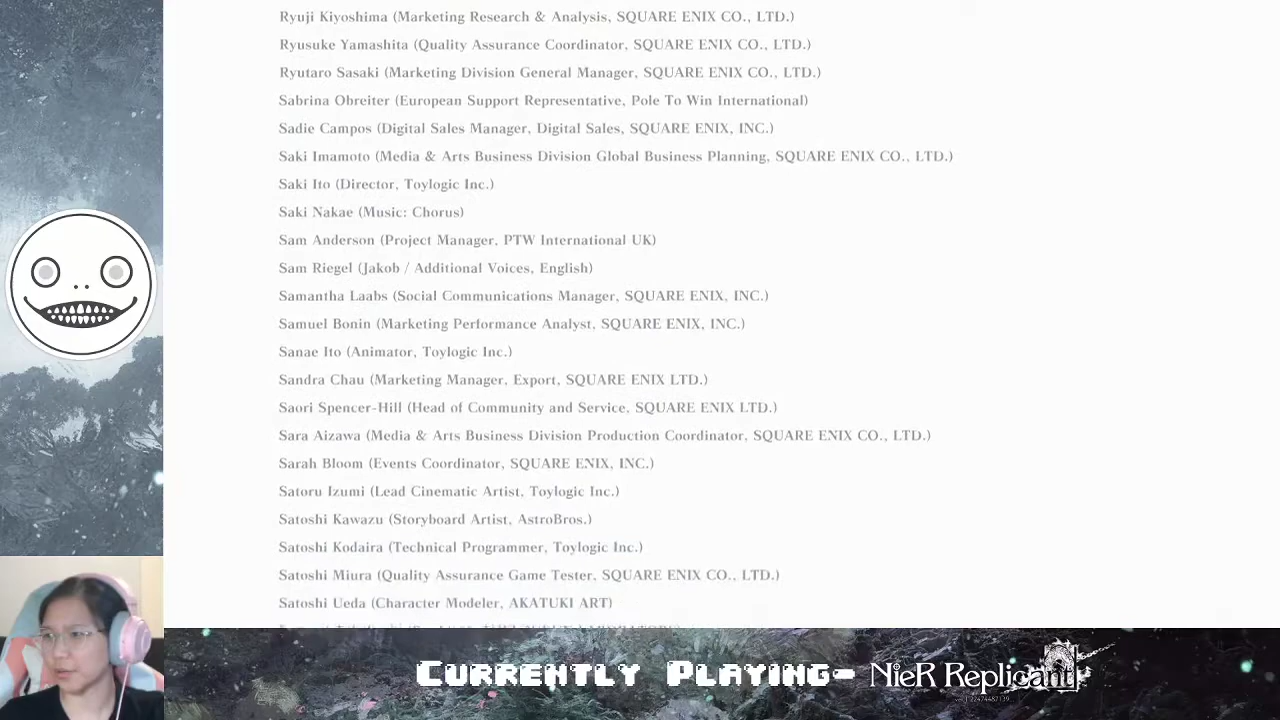 Ryuji Kiyoshima (Marketing Research & Analysis, SQUARE ENIX CO., LTD.)
Ryusuke Yamashita (Quality Assurance Coordinator, SQUARE ENIX CO., LTD.)
Ryutaro Sasaki (Marketing Division General Manager, SQUARE ENIX CO., LTD.)
Sabrina Obreiter (European Support Representative, Pole To Win International)
Sadie Campos (Digital Sales Manager, Digital Sales, SQUARE ENIX, INC.)
Saki Imamoto (Media & Arts Business Division Global Business Planning, SQUARE ENIX CO., LTD.)
Saki Ito (Director, Toylogic Inc.)
Saki Nakae (Music: Chorus)
Sam Anderson (Project Manager, PTW International UK)
Sam Riegel (Jakob / Additional Voices, English)
Samantha Laabs (Social Communications Manager, SQUARE ENIX, INC.)
Samuel Bonin (Marketing Performance Analyst, SQUARE ENIX, INC.)
Sanae Ito (Animator, Toylogic Inc.)
Sandra Chau (Marketing Manager, Export, SQUARE ENIX LTD.)
Saori Spencer-Hill (Head of Community and Service, SQUARE ENIX LTD.)
Sara Aizawa (Media & Arts Business Division Production Coordinator, SQUARE ENIX CO., LTD.)
Sarah Bloom (Events Coordinator, SQUARE ENIX, INC.)
Satoru Izumi (Lead Cinematic Artist, Toylogic Inc.)
Satoshi Kawazu (Storyboard Artist, AstroBros.)
Satoshi Kodaira (Technical Programmer, Toylogic Inc.)
Satoshi Miura (Quality Assurance Game Tester, SQUARE ENIX CO., LTD.)
Satoshi Ueda (Character Modeler, AKATUKI ART)
Currently Playing- NieR Replicant